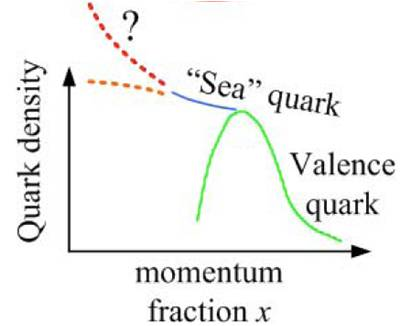 ?
“Sea” quark
Valence
quark
Quark density
momentum
fraction x